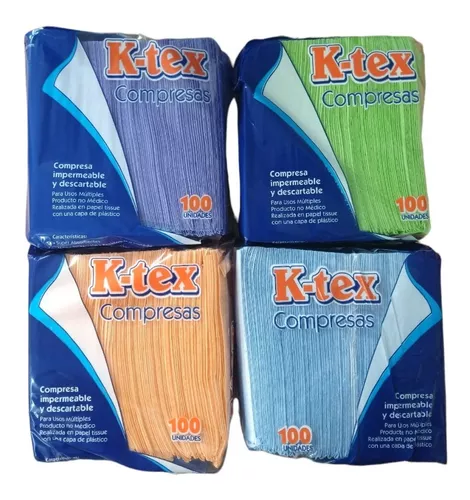 K-tex
Compresas
Compresa
impermeable
y descartable
Para Usos Múltiples
Producto no Médico
Realizada en papel tissue
con una capa de plástico
100
UNIDADES
Características:
K-tex
Compresas
Compresa
impermeable
y descartable
Para Usos Múltiples
Producto no Médico
Realizada en papel tissue
con una capa de plástico
100
UNIDADES
K-tex
Compresas
Compresa
impermeable
y descartable
Para Usos Múltiples
Producto no Médico
Realizada en papel tissue
con una capa de plástico
100
UNIDADES
K-tex
Compresas
Compresa
impermeable
y descartable
Para Usos Múltiples
Producto no Médico
Realizada en papel tissue
con una capa de plástico
100
UNIDADES